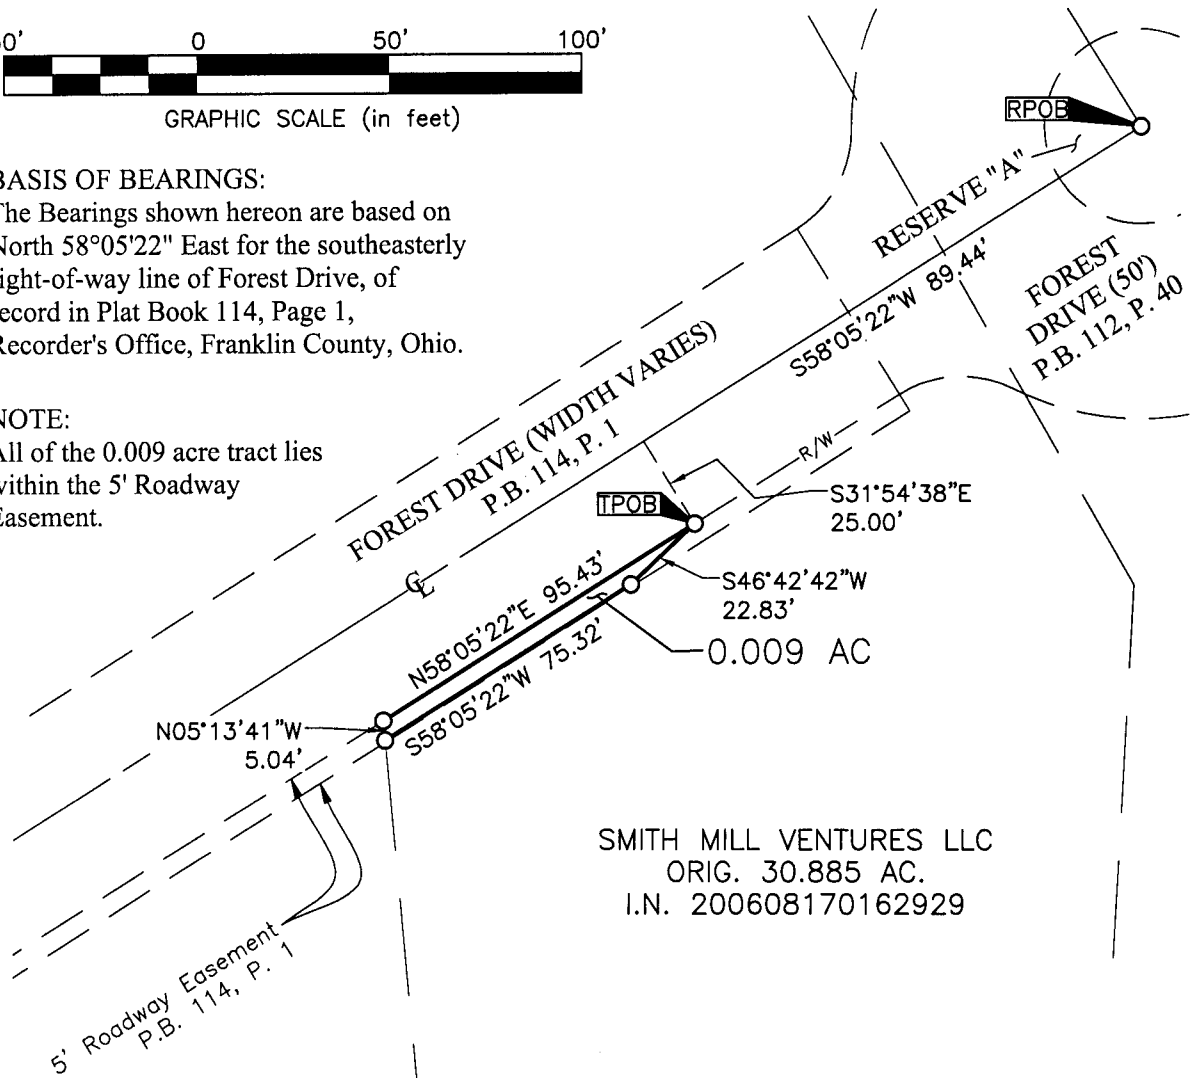 0' 0 50' 100'
GRAPHIC SCALE (in feet)
BASIS OF BEARINGS:
The Bearings shown hereon are based on
North 58°05'22" East for the southeasterly
right-of-way line of Forest Drive, of
record in Plat Book 114, Page 1,
Recorder's Office, Franklin County, Ohio.
NOTE:
All of the 0.009 acre tract lies
within the 5' Roadway
Easement.
RPOB
RESERVE "A"
S58°05'22"W 89.44'
FOREST
DRIVE (50')
P.B. 112, P. 40
FOREST DRIVE (WIDTH VARIES)
P.B. 114, P. 1
R/W
TPOB
S31°54'38"E
25.00'
℄
N58°05'22"E 95.43'
S46°42'42"W
22.83'
S58°05'22"W 75.32'
0.009 AC
N05°13'41"W
5.04'
SMITH MILL VENTURES LLC
ORIG. 30.885 AC.
I.N. 200608170162929
5' Roadway Easement
P.B. 114, P. 1